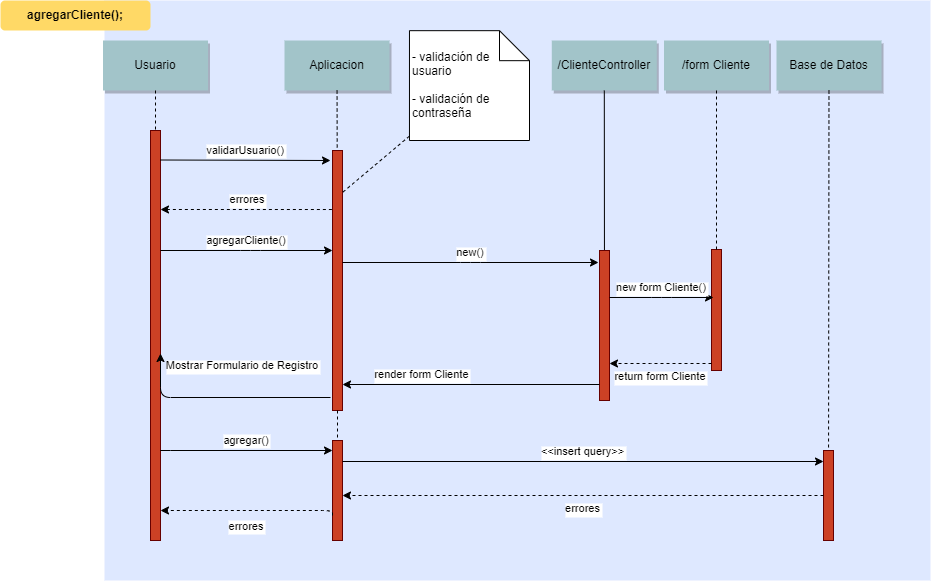 agregarCliente();
Usuario
Aplicacion
- validación de
usuario
- validación de
contraseña
/ClienteController
/form Cliente
Base de Datos
validarUsuario()
errores
agregarCliente()
new()
new form Cliente()
Mostrar Formulario de Registro
render form Cliente
return form Cliente
agregar()
<<insert query>>
errores
errores